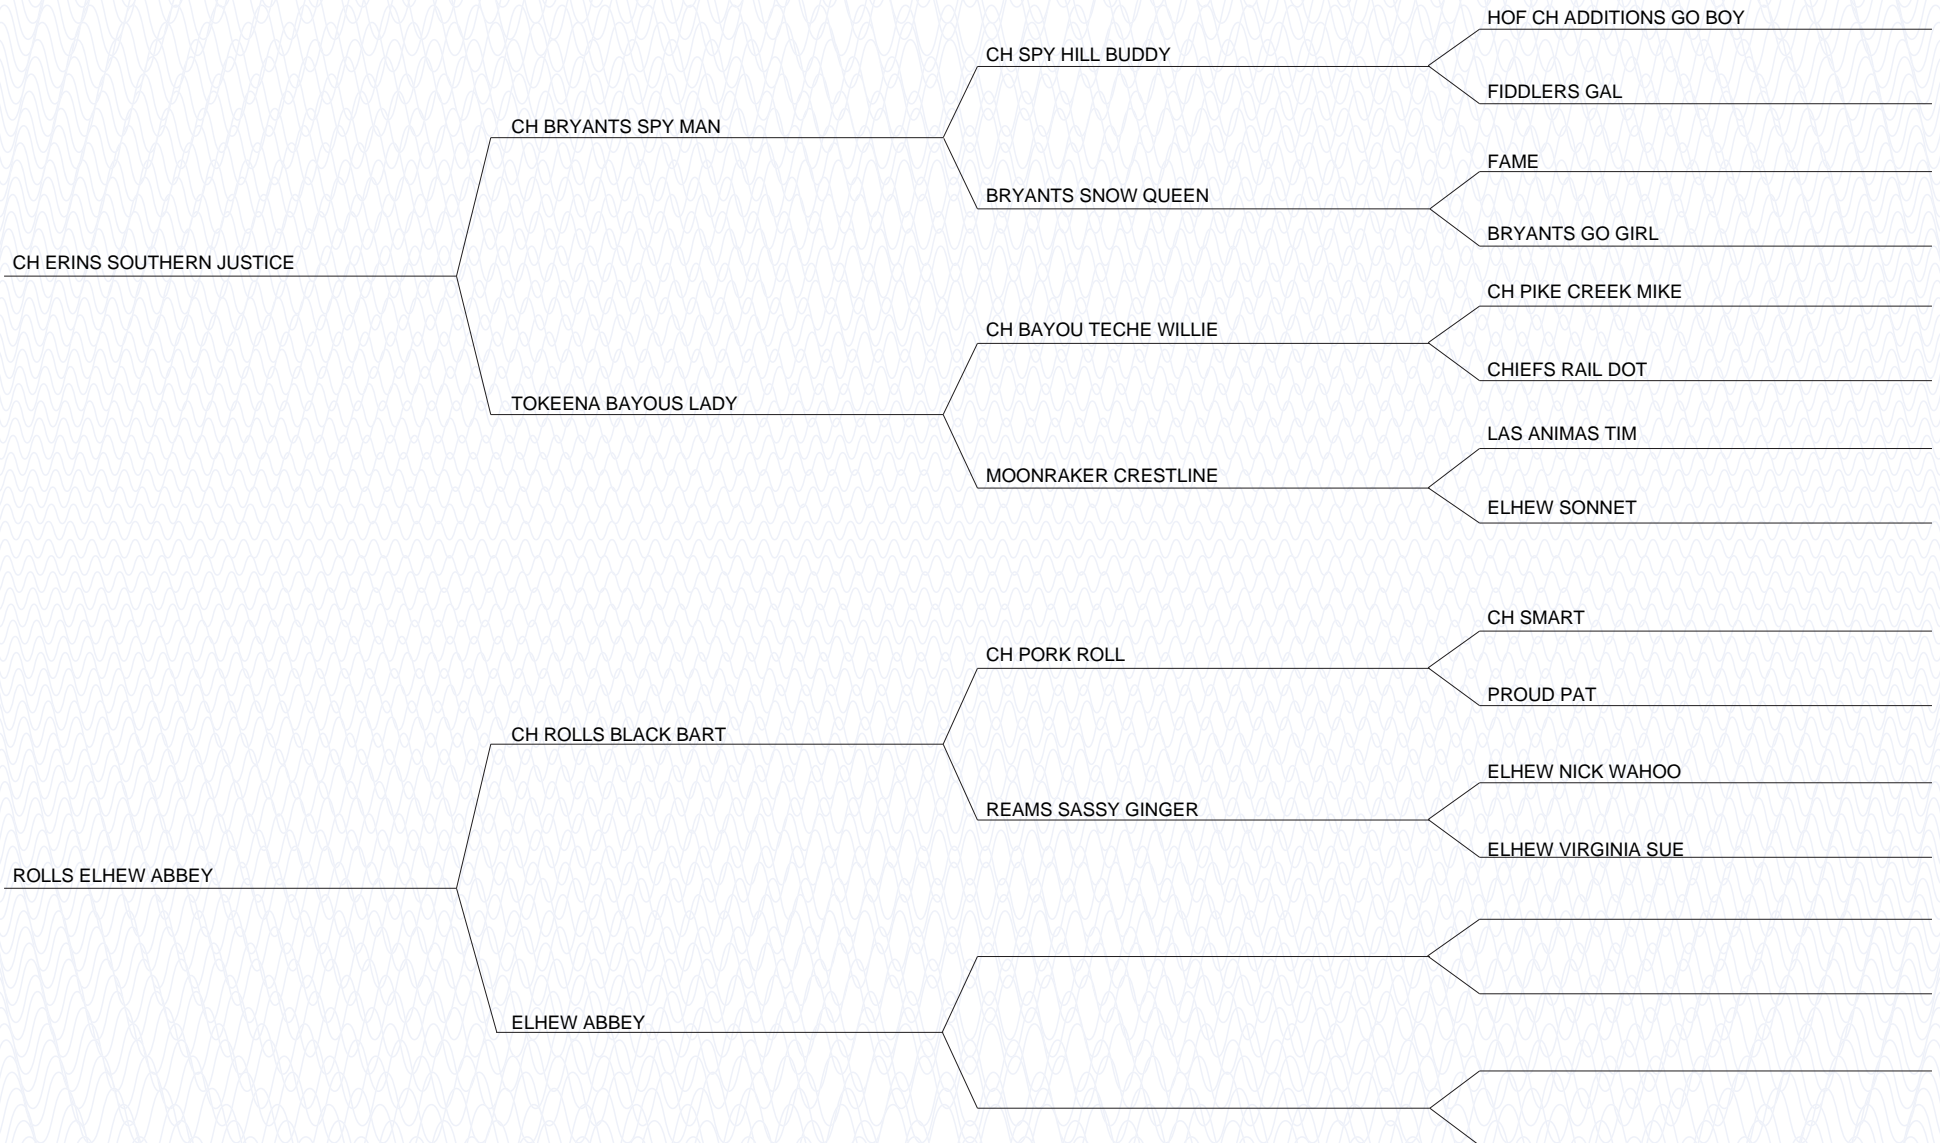 HOF CH ADDITIONS GO BOY
CH SPY HILL BUDDY
FIDDLERS GAL
CH BRYANTS SPY MAN
FAME
BRYANTS SNOW QUEEN
BRYANTS GO GIRL
CH ERINS SOUTHERN JUSTICE
CH PIKE CREEK MIKE
CH BAYOU TECHE WILLIE
CHIEFS RAIL DOT
TOKEENA BAYOUS LADY
LAS ANIMAS TIM
MOONRAKER CRESTLINE
ELHEW SONNET
CH SMART
CH PORK ROLL
PROUD PAT
CH ROLLS BLACK BART
ELHEW NICK WAHOO
REAMS SASSY GINGER
ELHEW VIRGINIA SUE
ROLLS ELHEW ABBEY
ELHEW ABBEY